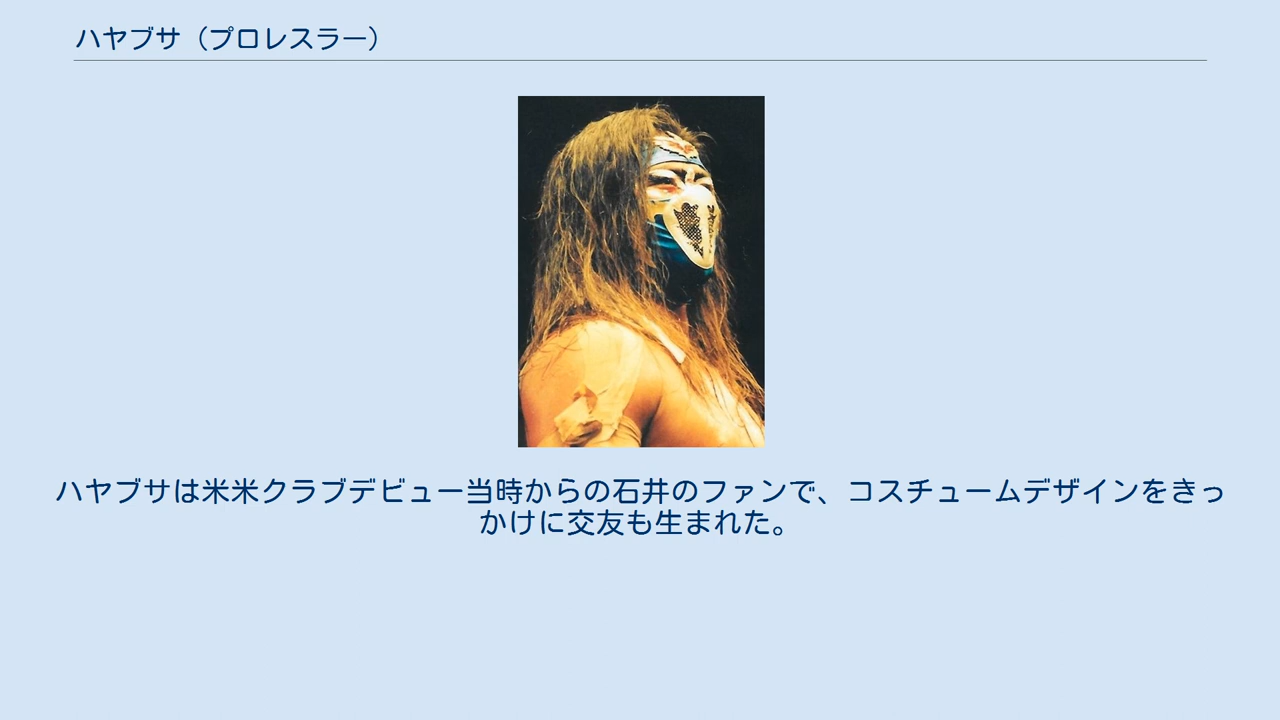 ハヤブサ（プロレスラー）
ハヤブサは米米クラブデビュー当時からの石井のファンで、コスチュームデザインをきっ
かけに交友も生まれた。